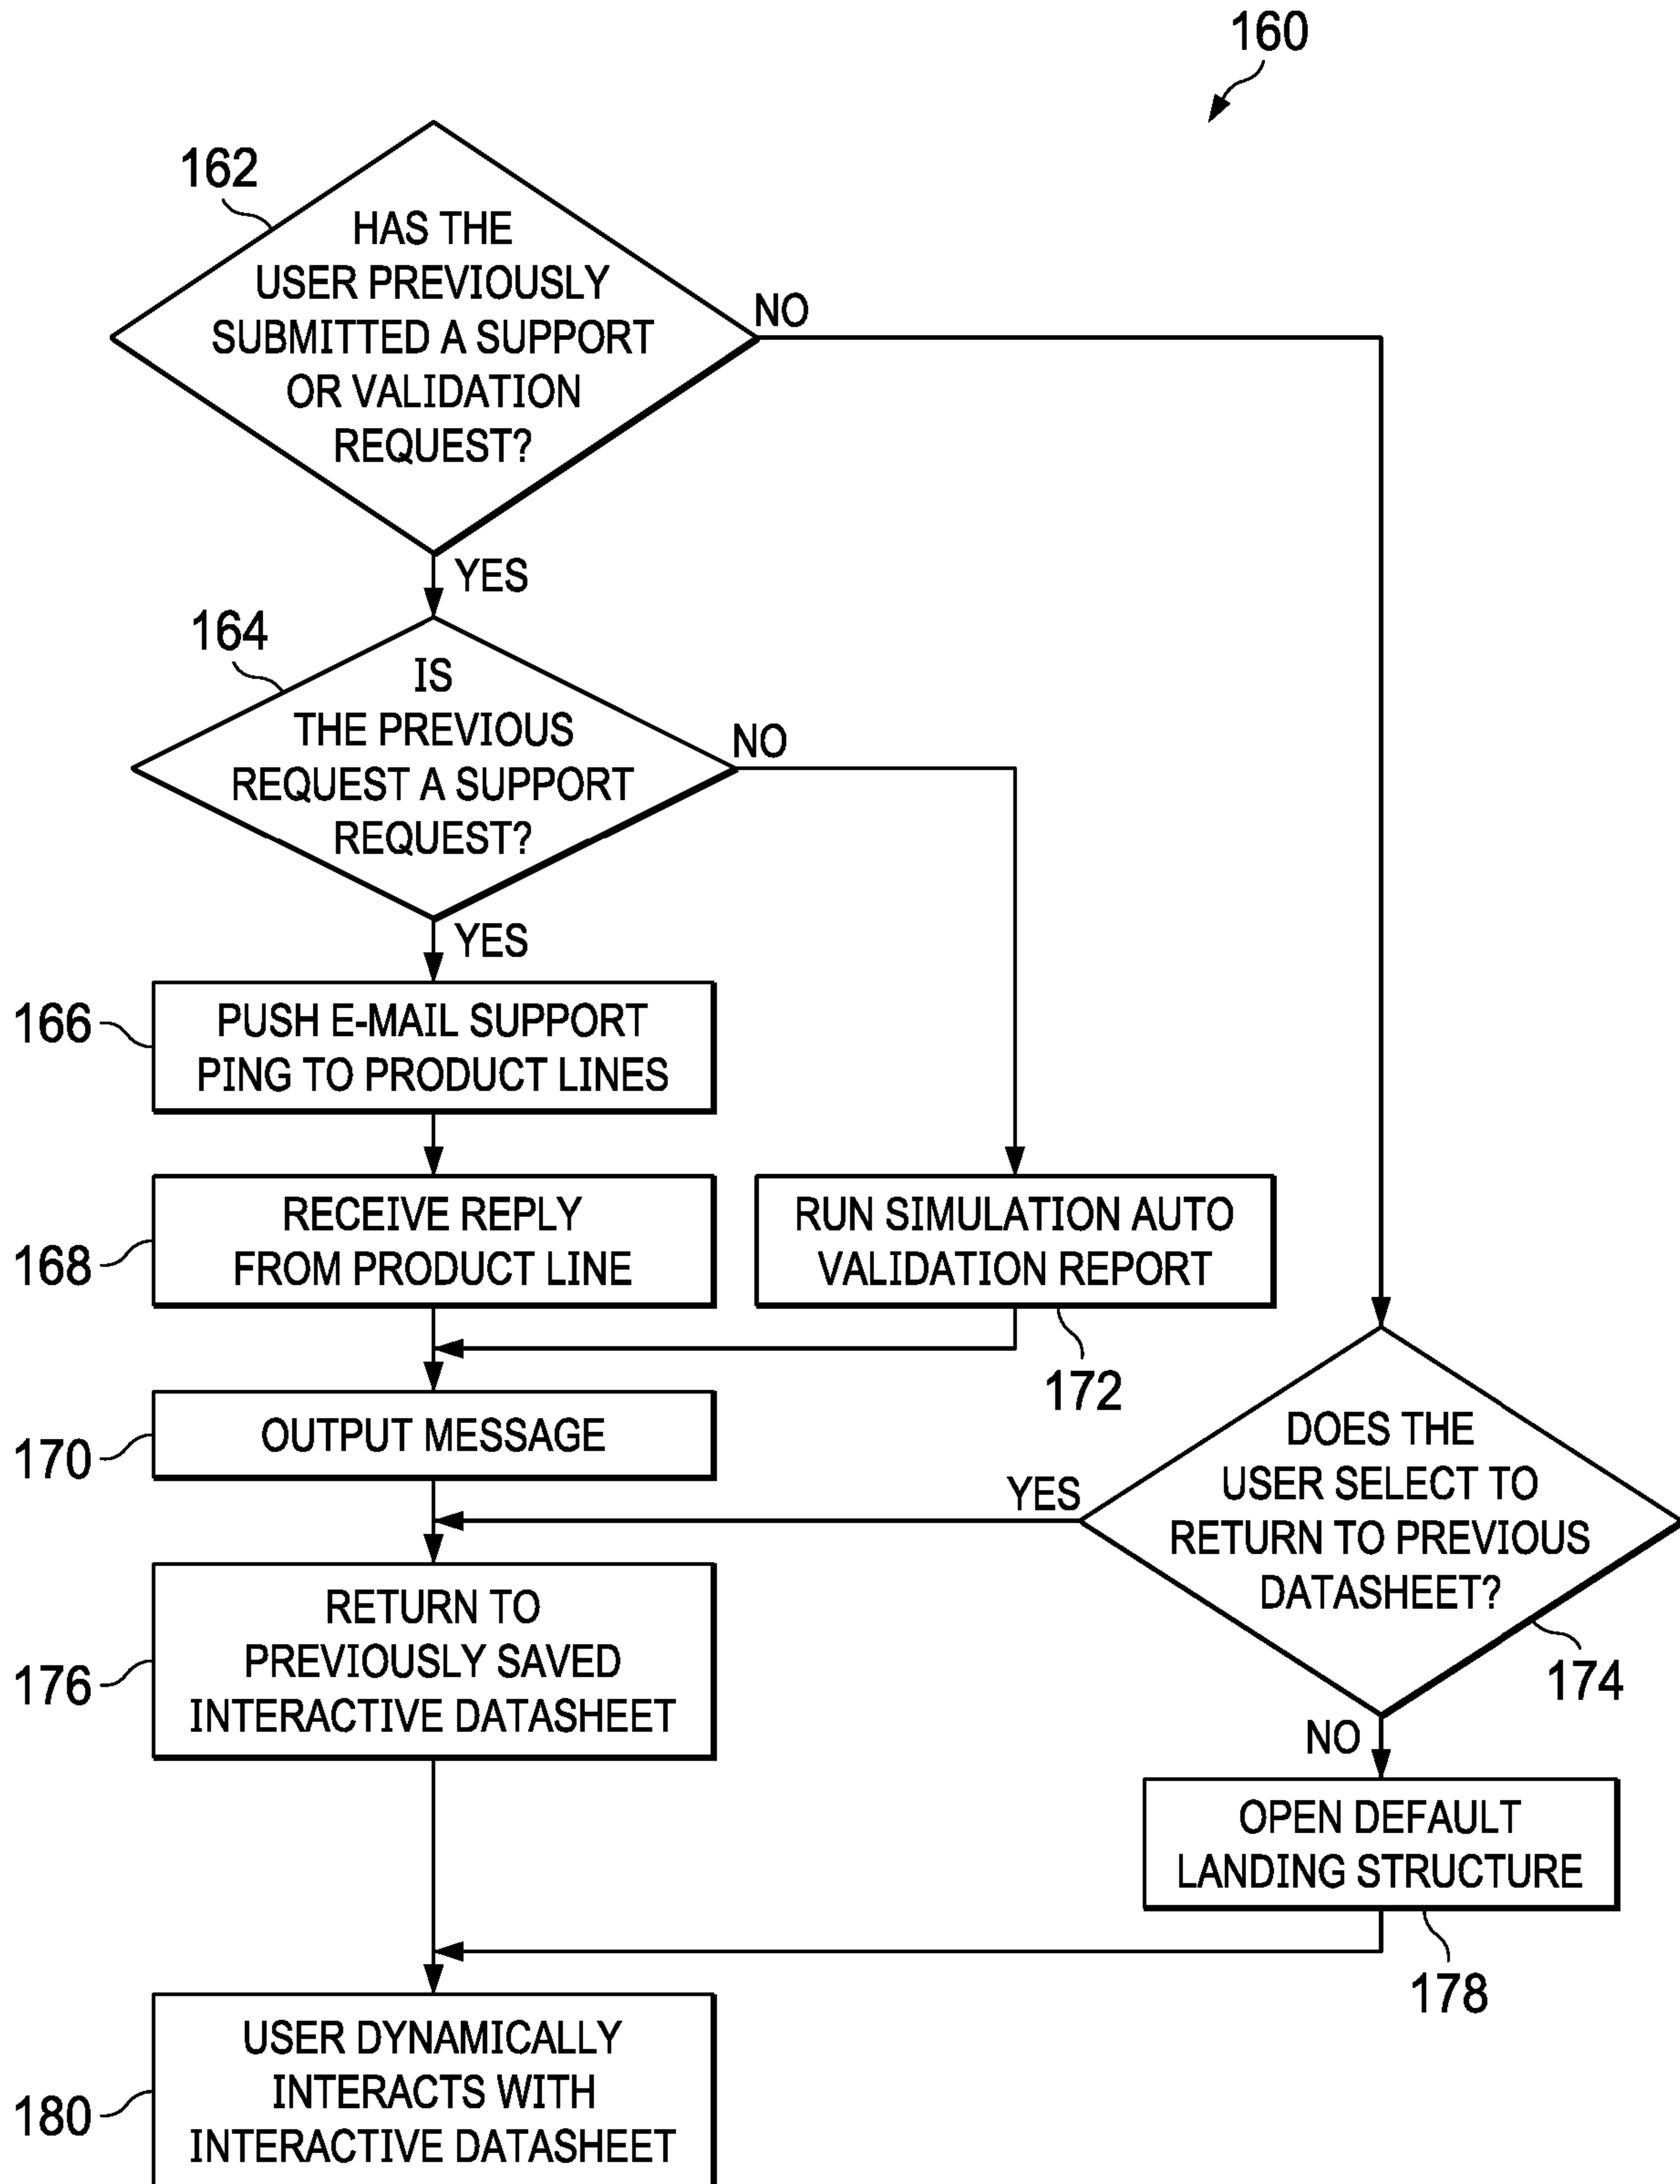 160
162
HAS THE
USER PREVIOUSLY
SUBMITTED A SUPPORT
OR VALIDATION
REQUEST?
NO
YES
164
IS
THE PREVIOUS
REQUEST A SUPPORT
REQUEST?
NO
YES
166
PUSH E-MAIL SUPPORT
PING TO PRODUCT LINES
168
RECEIVE REPLY
FROM PRODUCT LINE
RUN SIMULATION AUTO
VALIDATION REPORT
172
170
OUTPUT MESSAGE
DOES THE
USER SELECT TO
RETURN TO PREVIOUS
DATASHEET?
YES
174
NO
176
RETURN TO
PREVIOUSLY SAVED
INTERACTIVE DATASHEET
OPEN DEFAULT
LANDING STRUCTURE
178
180
USER DYNAMICALLY
INTERACTS WITH
INTERACTIVE DATASHEET